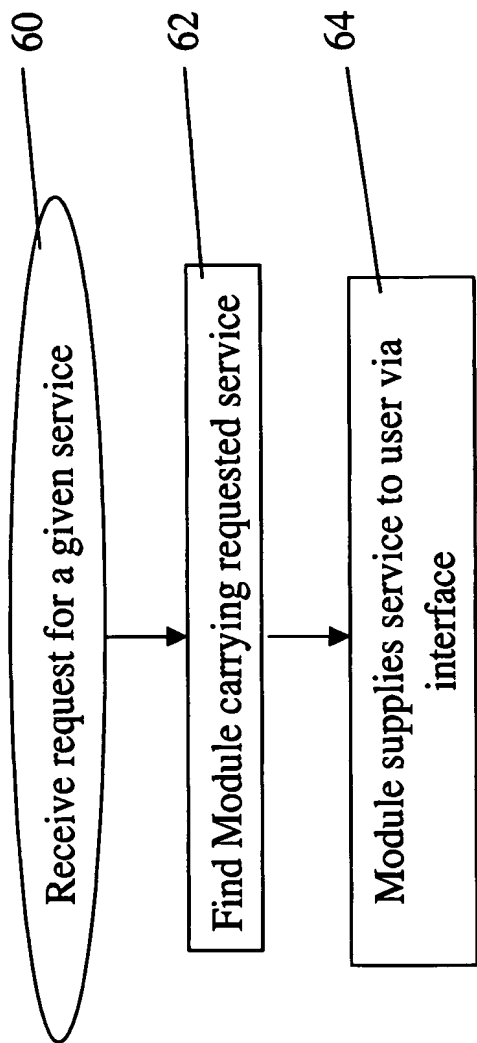 Receive request for a given service
60
Find Module carrying requested service
62
Module supplies service to user via
interface
64